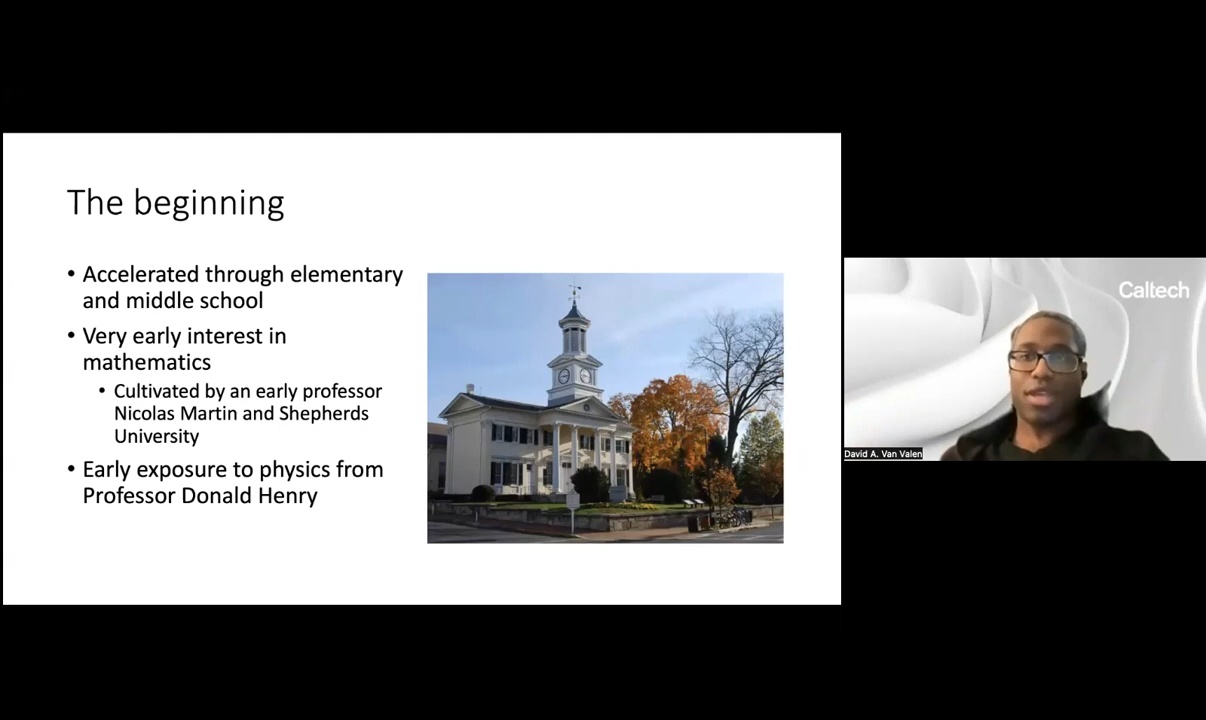 The beginning
• Accelerated through elementary
and middle school
• Very early interest in
mathematics
• Cultivated by an early professor
Nicolas Martin and Shepherds
University
• Early exposure to physics from
Professor Donald Henry
Caltech
David A. Van Valen